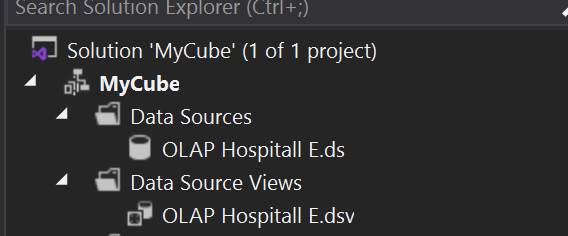 Search Solution Explorer (Ctrl+;)
Solution 'MyCube' (1 of 1 project)
MyCube
Data Sources
OLAP Hospitall E.ds
Data Source Views
OLAP Hospitall E.dsv